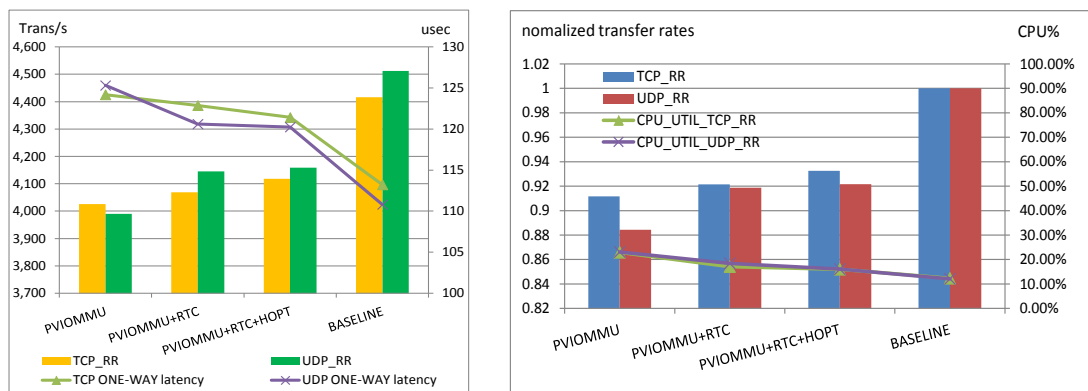 Trans/s
usec
4,600
4,500
4,400
4,300
4,200
4,100
4,000
3,900
3,800
3,700
130
125
120
115
110
105
100
PVIOMMU
PVIOMMU+RTC
PVIOMMU+RTC+HOPT
BASELINE
TCP_RR
UDP_RR
TCP ONE-WAY latency
UDP ONE-WAY latency
nomalized transfer rates
CPU%
1.02
1
0.98
0.96
0.94
0.92
0.9
0.88
0.86
0.84
0.82
TCP_RR
UDP_RR
CPU_UTIL_TCP_RR
CPU_UTIL_UDP_RR
100.00%
90.00%
80.00%
70.00%
60.00%
50.00%
40.00%
30.00%
20.00%
10.00%
0.00%
PVIOMMU
PVIOMMU+RTC
PVIOMMU+RTC+HOPT
BASELINE